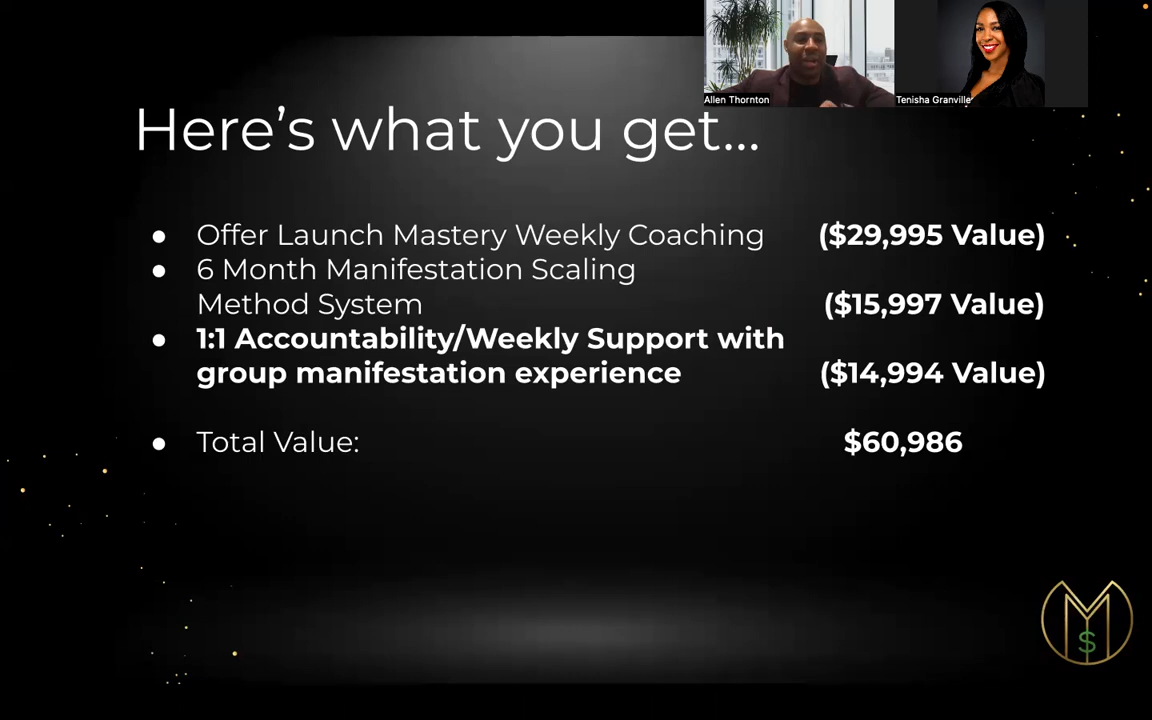 Allen Thornton
Tenisha Granville
Here’s what you get...
● Offer Launch Mastery Weekly Coaching ($29,995 Value)
● 6 Month Manifestation Scaling
Method System ($15,997 Value)
● 1:1 Accountability/Weekly Support with
group manifestation experience ($14,994 Value)
● Total Value: $60,986
M
$